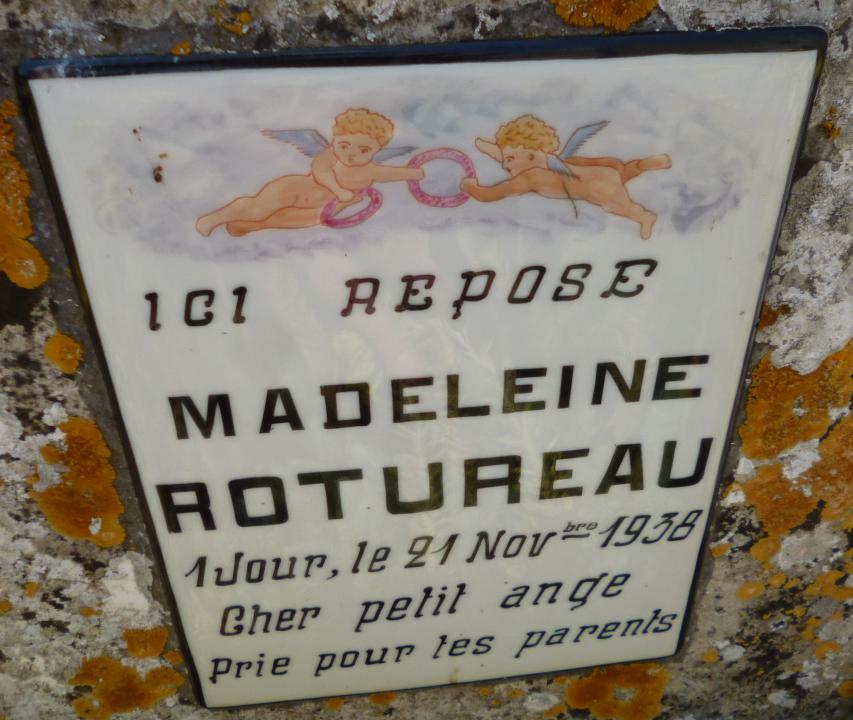 ICI REPOSE
MADELEINE
ROTUREAU
1 Jour, le 21 Novbre 1938
Cher petit ange
Prie pour tes parents